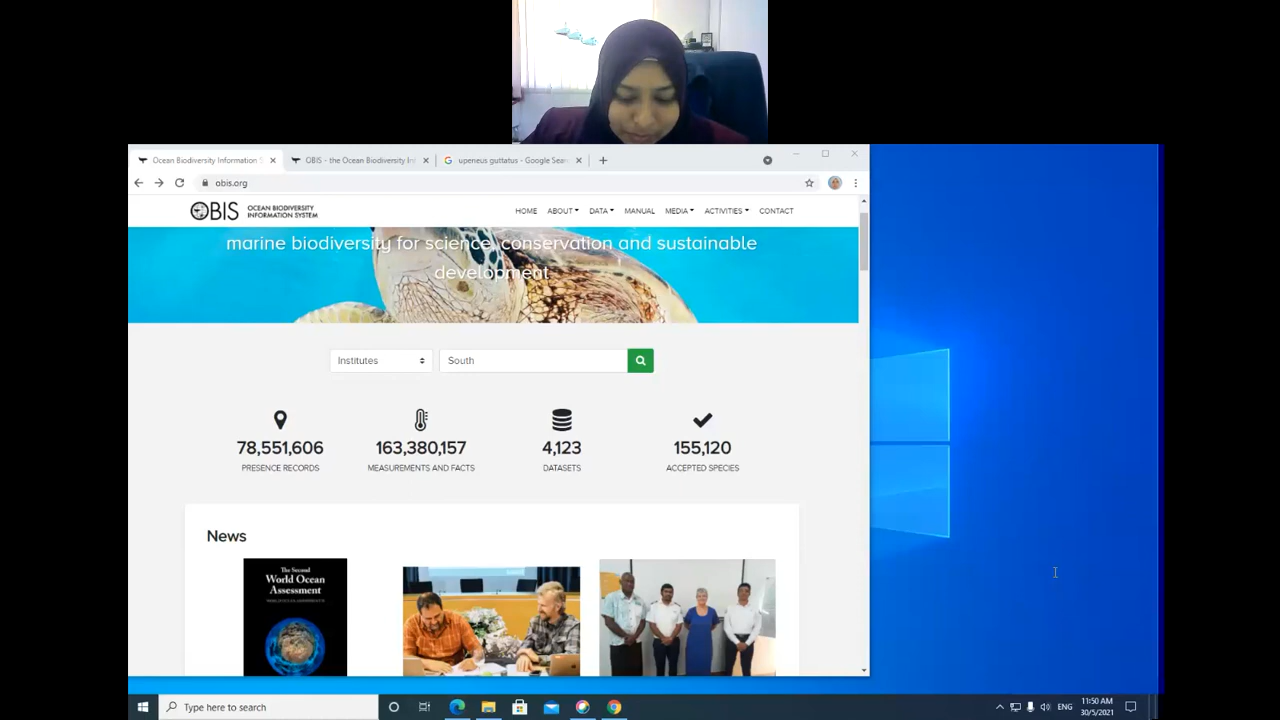 Ocean Biodiversity Information S
OBIS - the Ocean Biodiversity Inf
upeneus guttatus - Google Sear
obis.org
OBIS OCEAN BIODIVERSITY
INFORMATION SYSTEM
HOME ABOUT DATA MANUAL MEDIA ACTIVITIES CONTACT
marine biodiversity for science, conservation and sustainable
development
Institutes
South
78,551,606
PRESENCE RECORDS
163,380,157
MEASUREMENTS AND FACTS
4,123
DATASETS
155,120
ACCEPTED SPECIES
News
The Second
World Ocean
Assessment
Type here to search
ENG
11:50 AM
30/5/2021